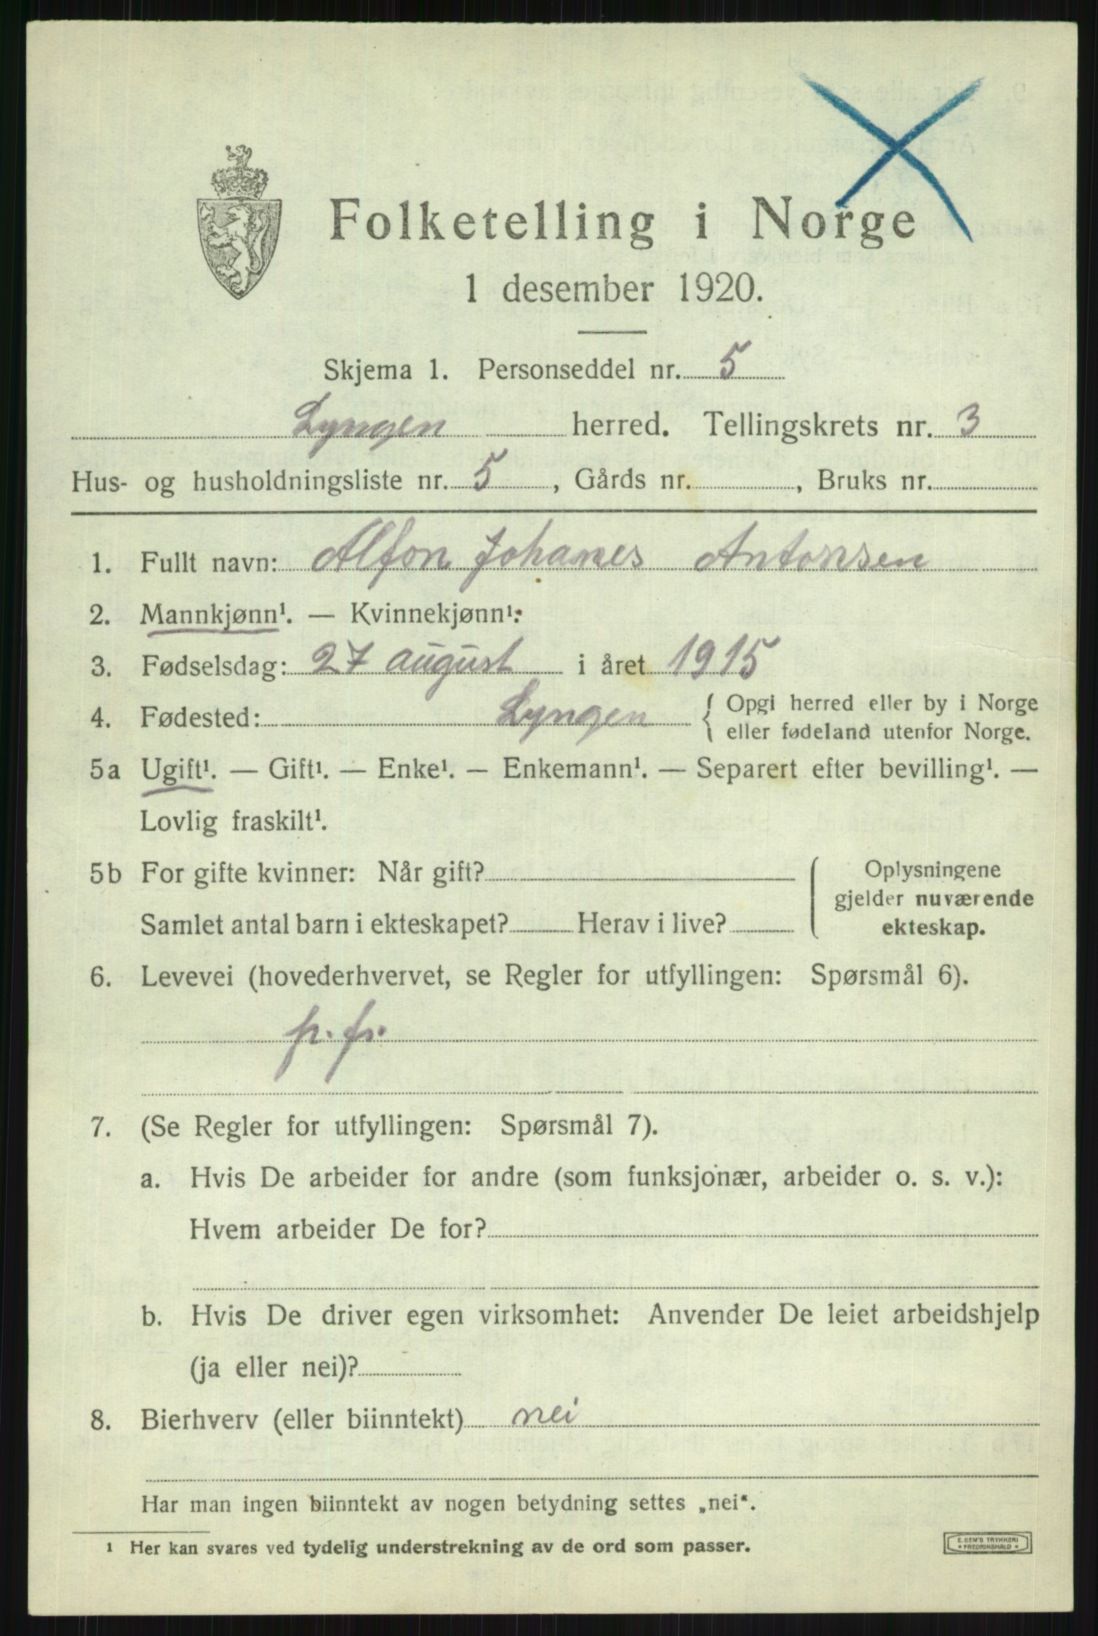 Folketelling i Norge
1 desember 1920.
Skjema 1. Personseddel nr. 5
Lyngen herred. Tellingskrets nr. 3
Hus- og husholdningsliste nr. 5, Gårds nr. , Bruks nr.
1. Fullt navn: Alfon Johanes Antonsen
2. Mannkjønn¹. — Kvinnekjønn¹:
3. Fødselsdag: 27 august i året 1915
4. Fødested: Lyngen { Opgi herred eller by i Norge
eller fødeland utenfor Norge.
5a Ugift¹. — Gift¹. — Enke¹. — Enkemann¹. — Separert efter bevilling¹. —
Lovlig fraskilt¹.
5b For gifte kvinner: Når gift?
Samlet antal barn i ekteskapet? Herav i live?
Oplysningene
gjelder nuværende
ekteskap.
6. Levevei (hovederhvervet, se Regler for utfyllingen: Spørsmål 6).
p. fr.
7. (Se Regler for utfyllingen: Spørsmål 7).
a. Hvis De arbeider for andre (som funksjonær, arbeider o. s. v.):
Hvem arbeider De for?
b. Hvis De driver egen virksomhet: Anvender De leiet arbeidshjelp
(ja eller nei)?
8. Bierhverv (eller biinntekt) nei
Har man ingen biinntekt av nogen betydning settes „nei“.
¹ Her kan svares ved tydelig understrekning av de ord som passer.
E. SEM'S TRYKKERI
FREDRIKSHALD